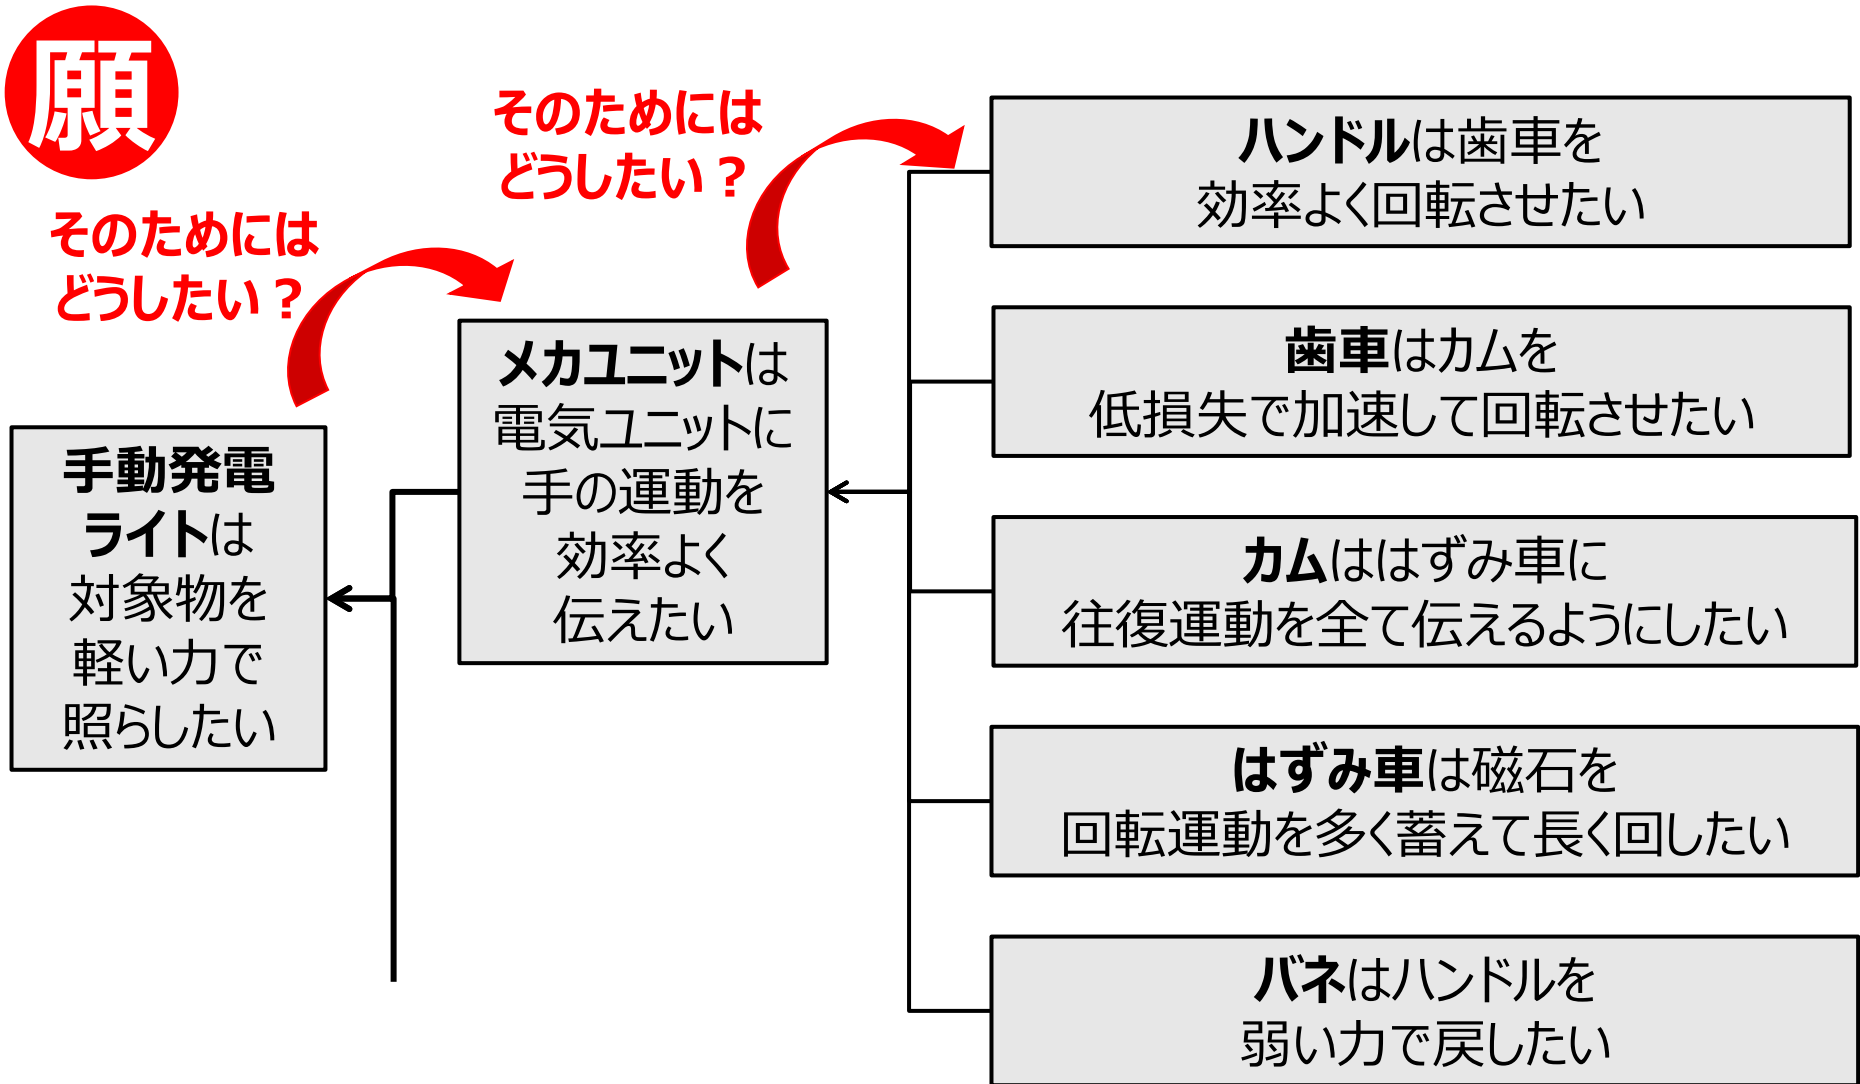 願
そのためには
どうしたい？
そのためには
どうしたい？
手動発電
ライトは
対象物を
軽い力で
照らしたい
メカユニットは
電気ユニットに
手の運動を
効率よく
伝えたい
ハンドルは歯車を
効率よく回転させたい
歯車はカムを
低損失で加速して回転させたい
カムははずみ車に
往復運動を全て伝えるようにしたい
はずみ車は磁石を
回転運動を多く蓄えて長く回したい
バネはハンドルを
弱い力で戻したい